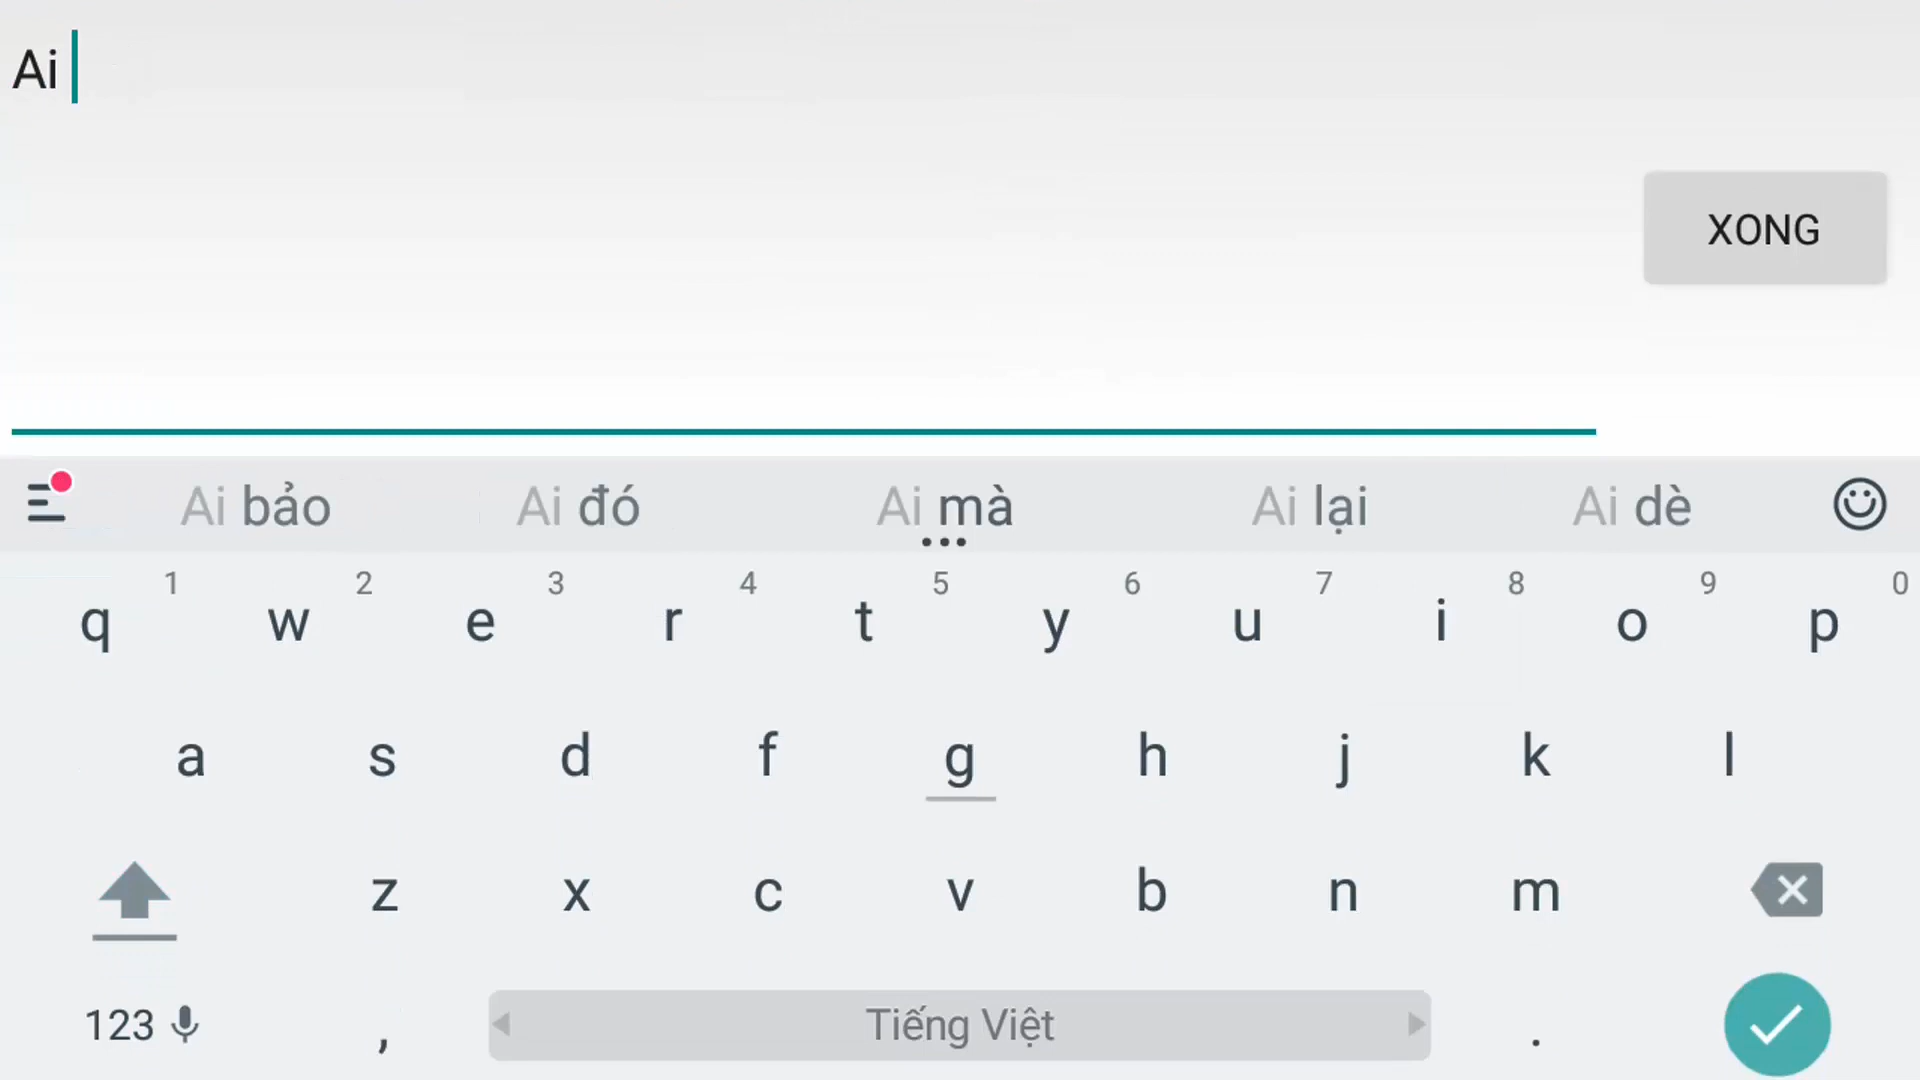 Ai
XONG
Ai bảo Ai đó Ai mà Ai lại Ai dè
1 2 3 4 5 6 7 8 9 0
q w e r t y u i o p
a s d f g h j k l
z x c v b n m
123 , Tiếng Việt .